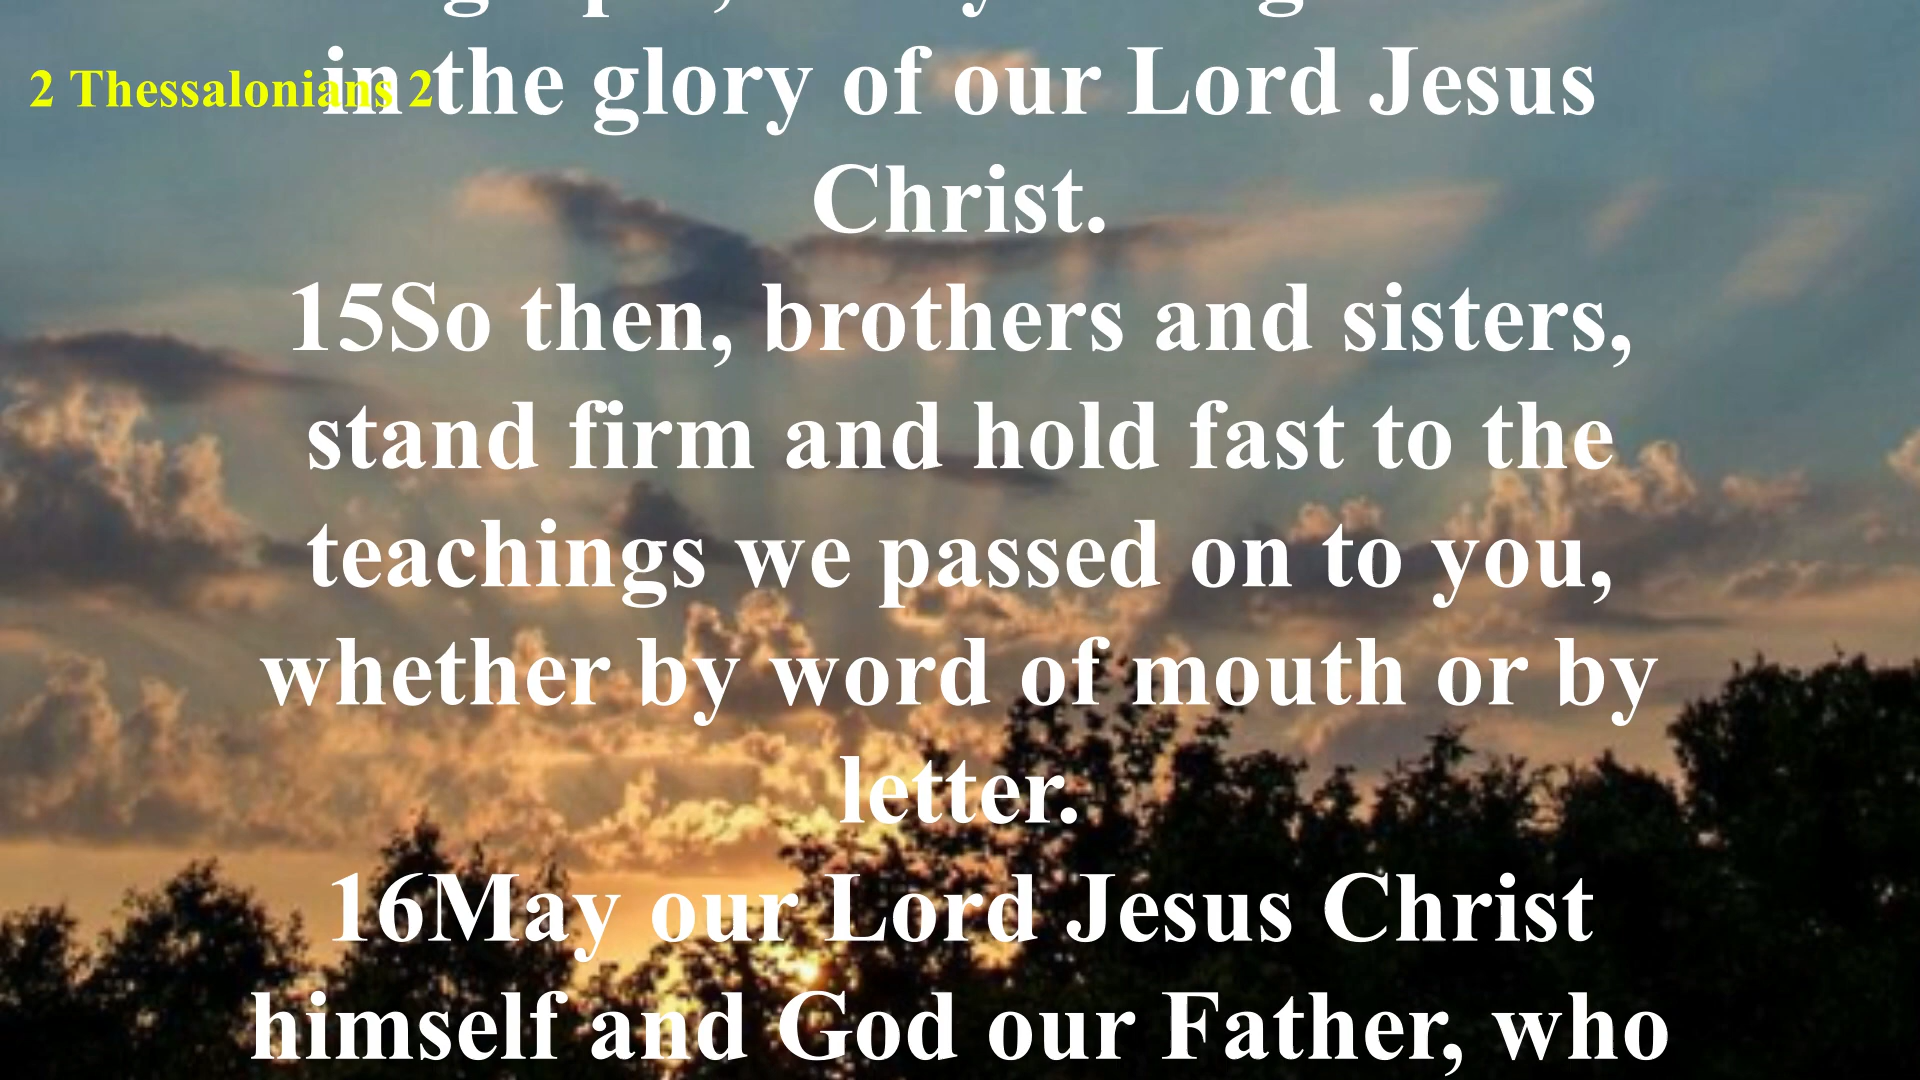 2 Thessalonians 2
in the glory of our Lord Jesus
Christ.
15So then, brothers and sisters,
stand firm and hold fast to the
teachings we passed on to you,
whether by word of mouth or by
letter.
16May our Lord Jesus Christ
himself and God our Father, who